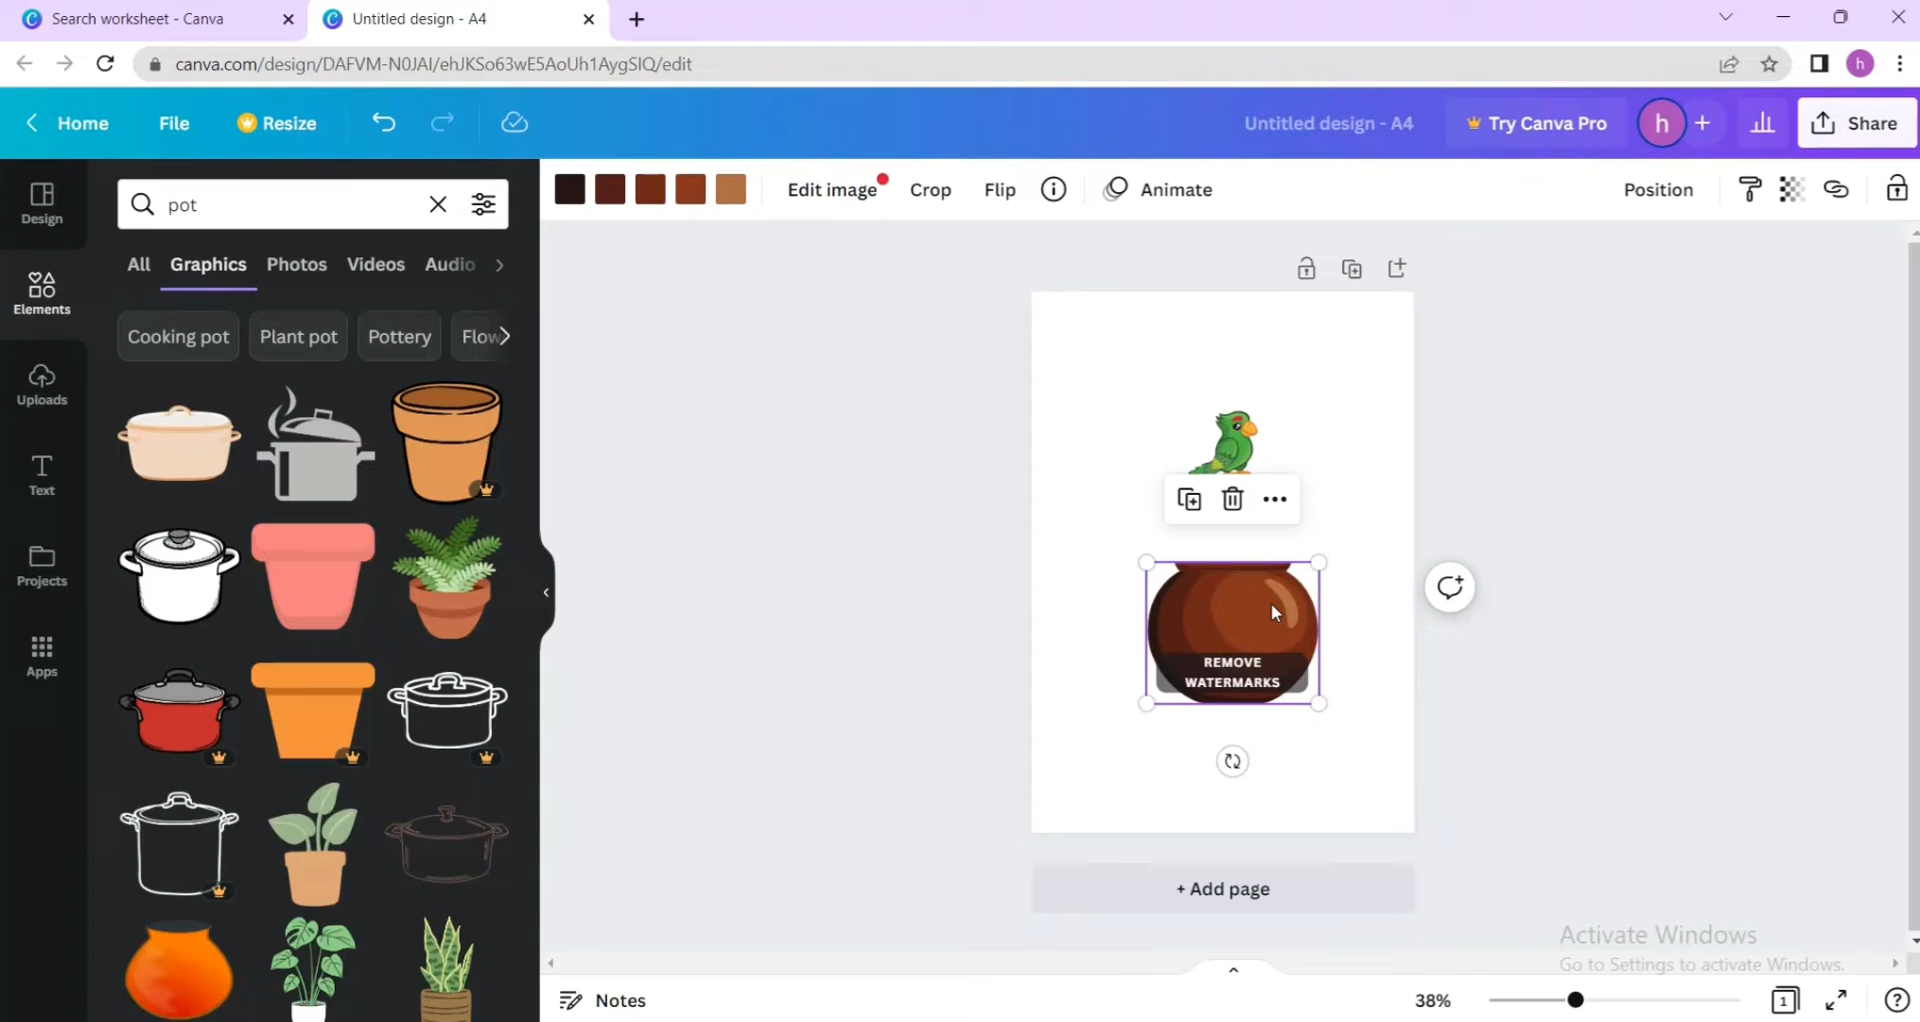 Search worksheet - Canva
Untitled design - A4
canva.com/design/DAFVM-N0JAI/ehJKSo63wE5AoUh1AygSIQ/edit
h
Home File Resize
Untitled design - A4 Try Canva Pro h Share
Design
Elements
Uploads
Text
Projects
Apps
pot
All Graphics Photos Videos Audio
Cooking pot Plant pot Pottery Flow
Edit image Crop Flip Animate
Position
REMOVE
WATERMARKS
+ Add page
Activate Windows
Go to Settings to activate Windows.
Notes
38%
1